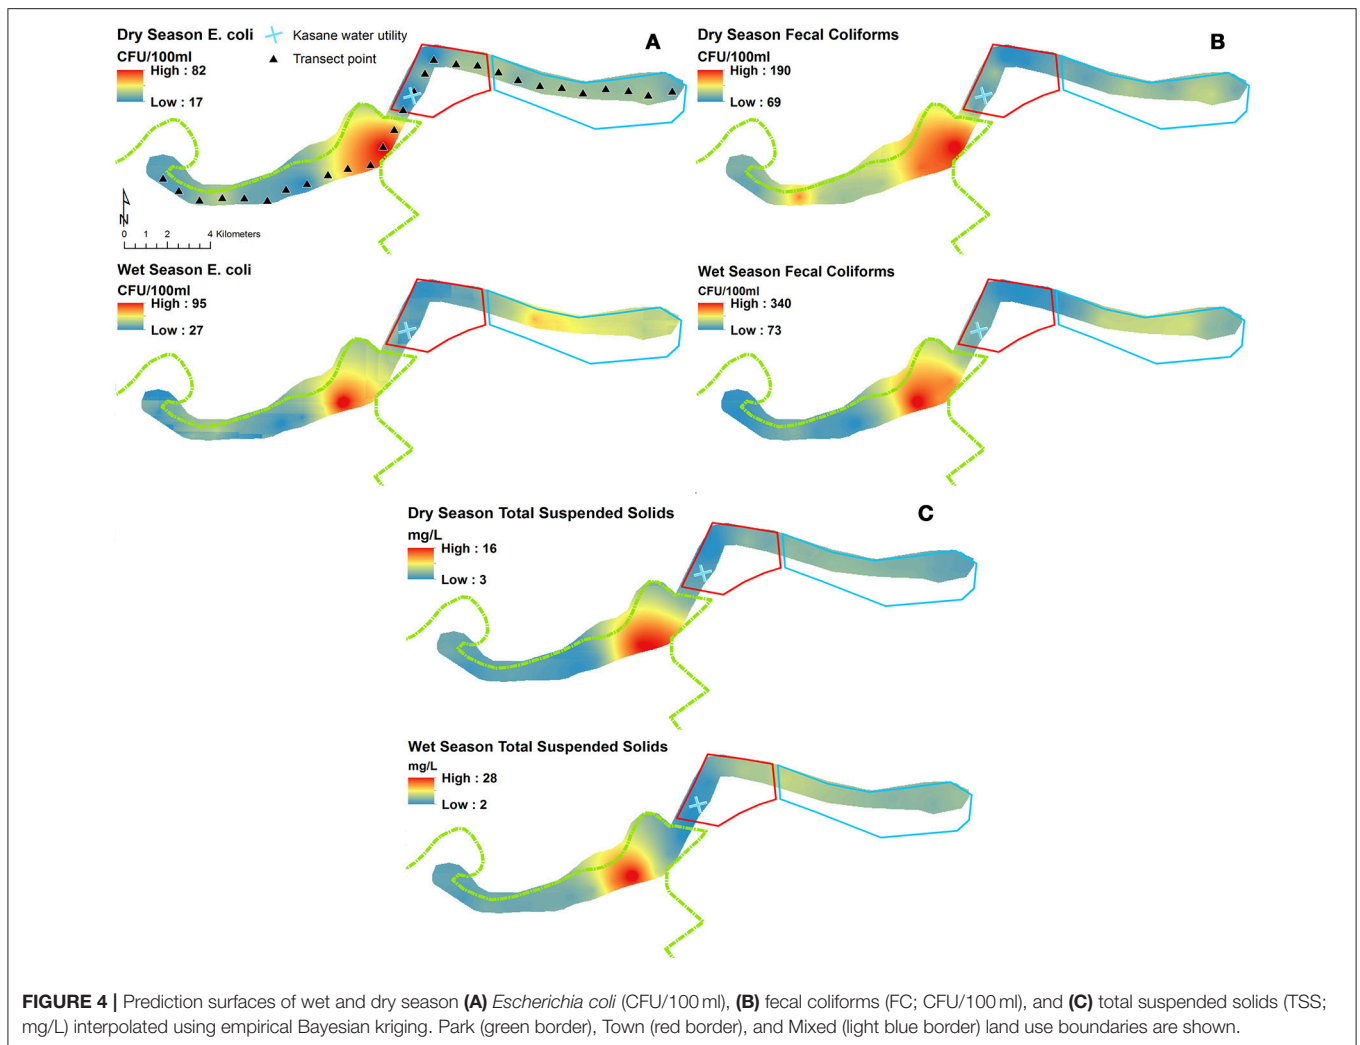 Dry Season E. coli
CFU/100ml
High : 82
Low : 17
Kasane water utility
Transect point
A
N
0 1 2 4 Kilometers
Dry Season Fecal Coliforms
CFU/100ml
High : 190
Low : 69
B
Wet Season E. coli
CFU/100ml
High : 95
Low : 27
Wet Season Fecal Coliforms
CFU/100ml
High : 340
Low : 73
Dry Season Total Suspended Solids
mg/L
High : 16
Low : 3
C
Wet Season Total Suspended Solids
mg/L
High : 28
Low : 2
FIGURE 4 | Prediction surfaces of wet and dry season (A) Escherichia coli (CFU/100 ml), (B) fecal coliforms (FC; CFU/100 ml), and (C) total suspended solids (TSS;
mg/L) interpolated using empirical Bayesian kriging. Park (green border), Town (red border), and Mixed (light blue border) land use boundaries are shown.